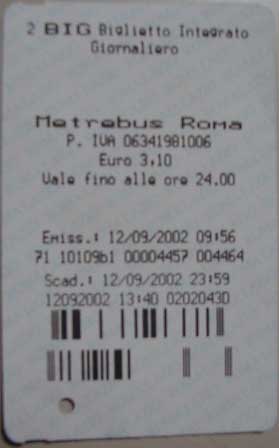 2 BIG Biglietto Integrato
Giornaliero
Metrebus Roma
P. IVA 06341981006
Euro 3,10
Vale fino alle ore 24.00
Emiss.: 12/09/2002 09:56
71 10109b1 00004457 004464
Scad.: 12/09/2002 23:59
12092002 13:40 02020430